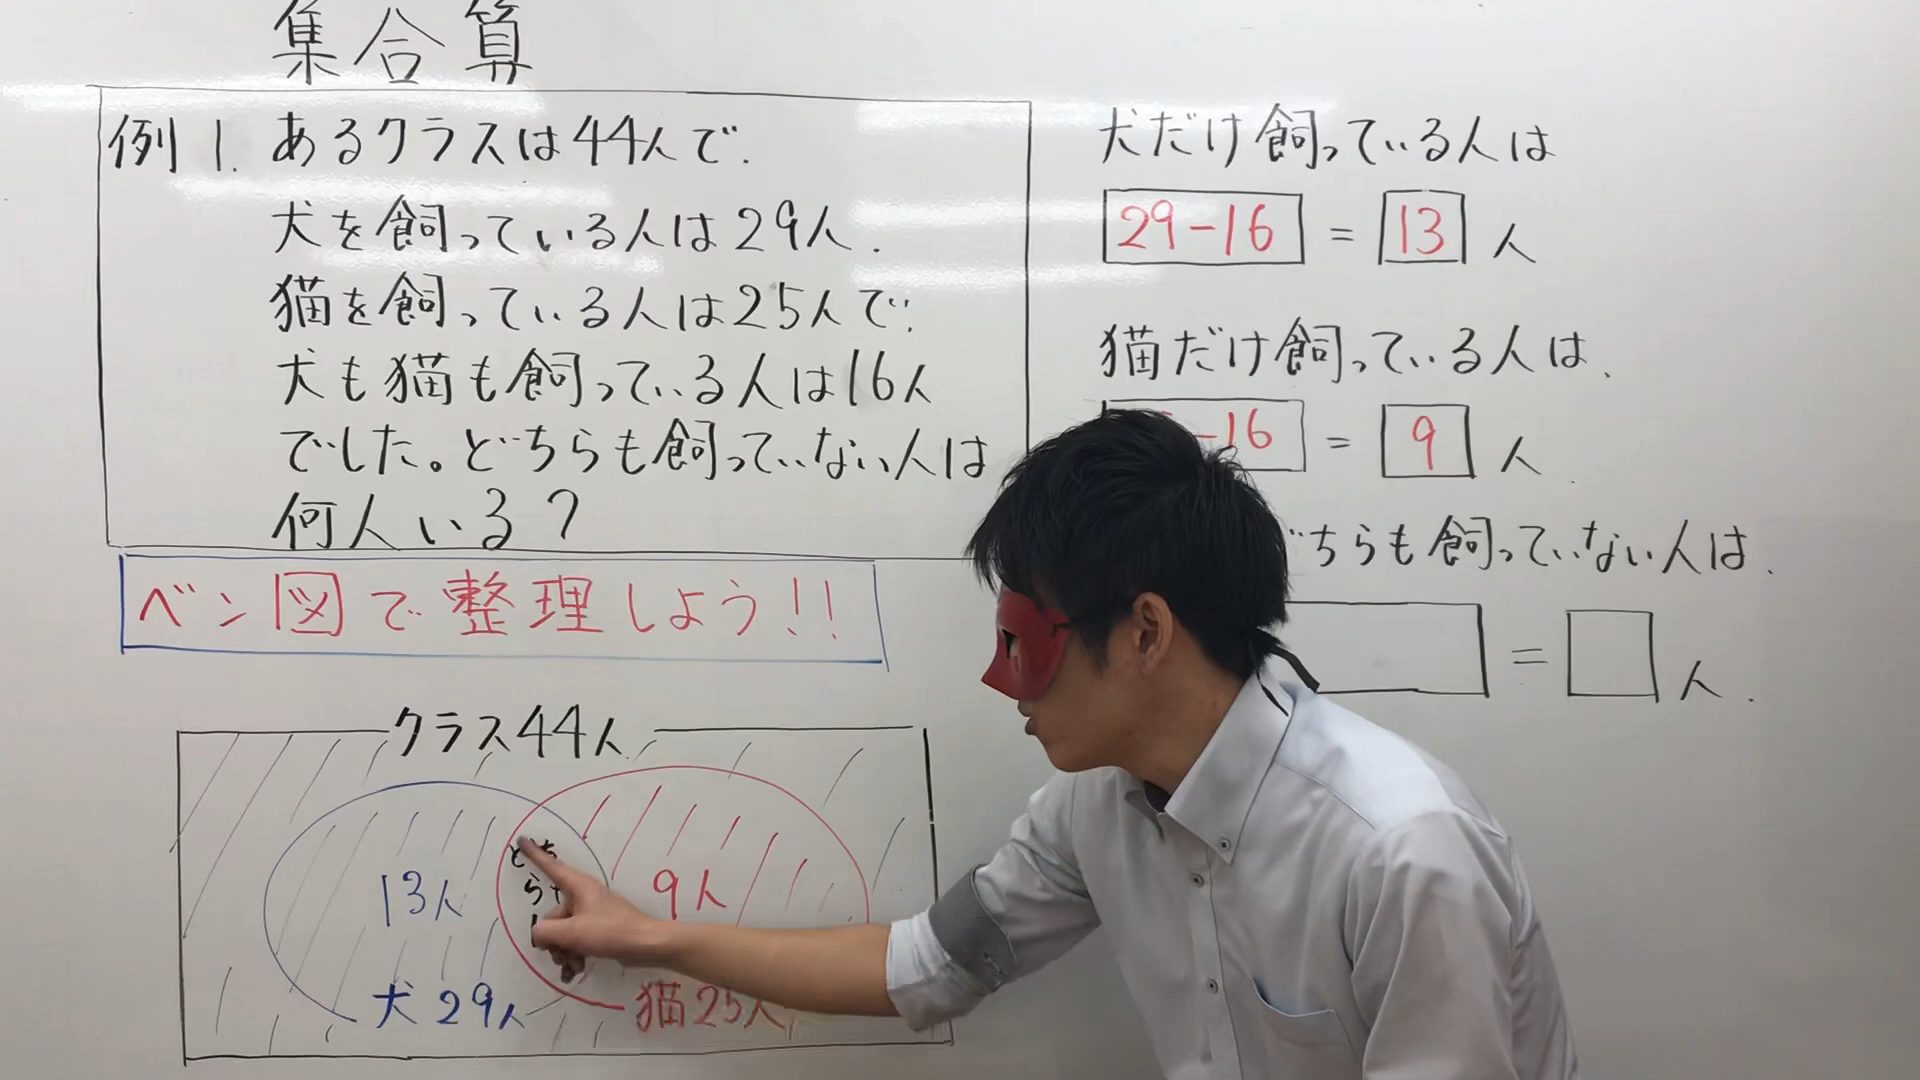 集合算
例1. あるクラスは44人で、
犬を飼っている人は29人、
猫を飼っている人は25人で、
犬も猫も飼っている人は16人
でした。どちらも飼っていない人は
何人いる？
ベン図で整理しよう!!
クラス44人
13人
9人
犬29人
猫25人
犬だけ飼っている人は
29-16 = 13人
猫だけ飼っている人は、
-16 = 9人
ちらも飼っていない人は、
= 人.